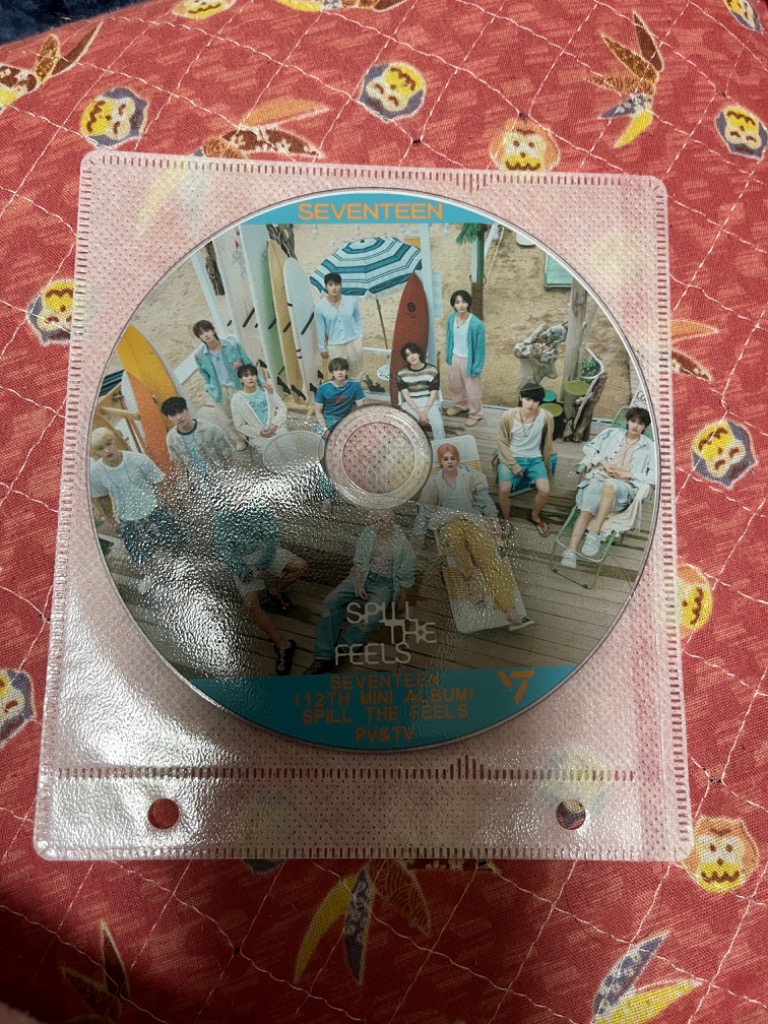 SEVENTEEN
SPILL
THE
FEELS
SEVENTEEN
(12TH MINI ALBUM)
SPILL THE FEELS
PV&TV